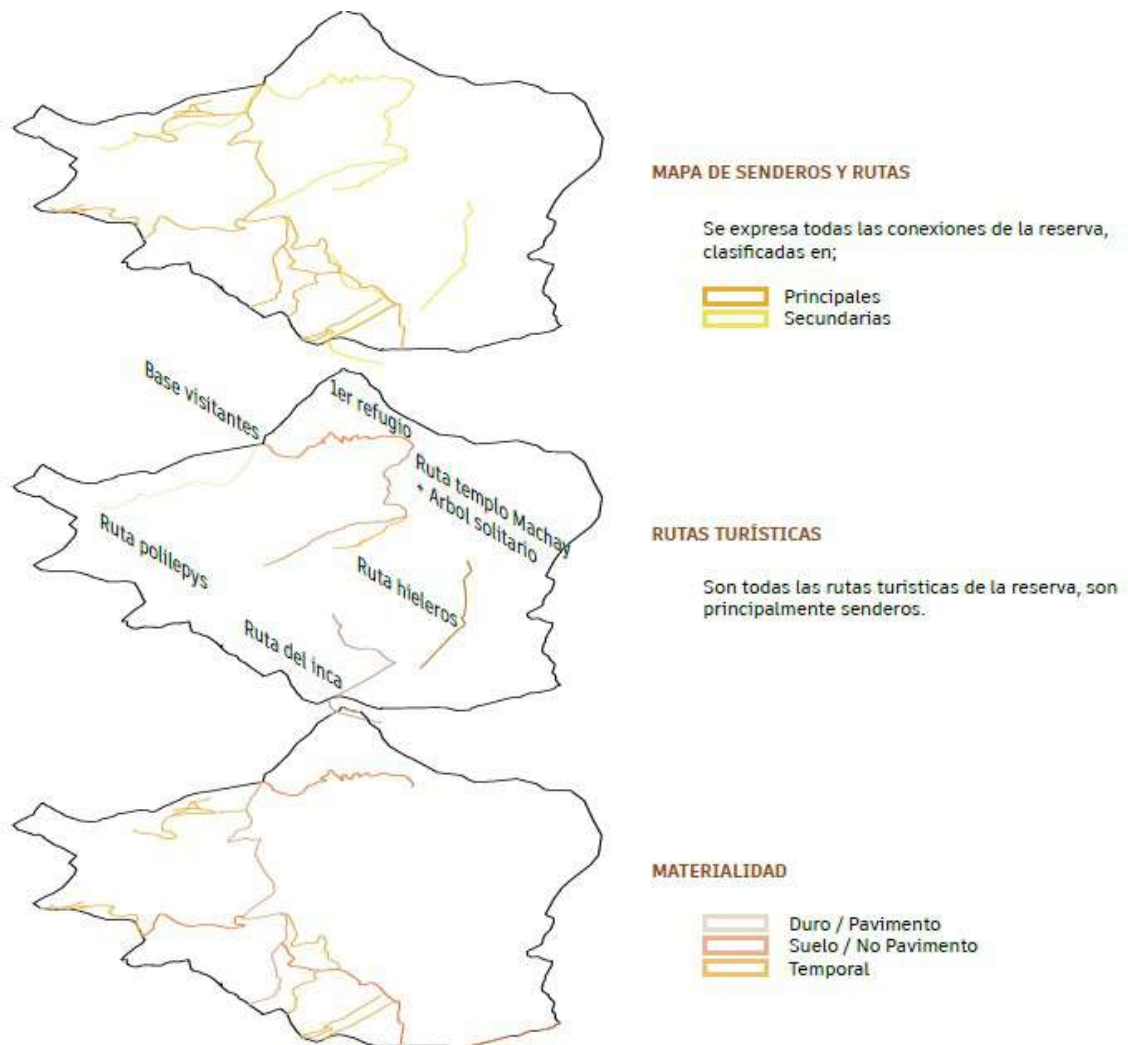 MAPA DE SENDEROS Y RUTAS
Se expresa todas las conexiones de la reserva,
clasificadas en;
Principales
Secundarias
Base visitantes
1er refugio
Ruta templo Machay
+ Arbol solitario
Ruta polilepys
Ruta hieleros
Ruta del inca
RUTAS TURÍSTICAS
Son todas las rutas turisticas de la reserva, son
principalmente senderos.
MATERIALIDAD
Duro / Pavimento
Suelo / No Pavimento
Temporal